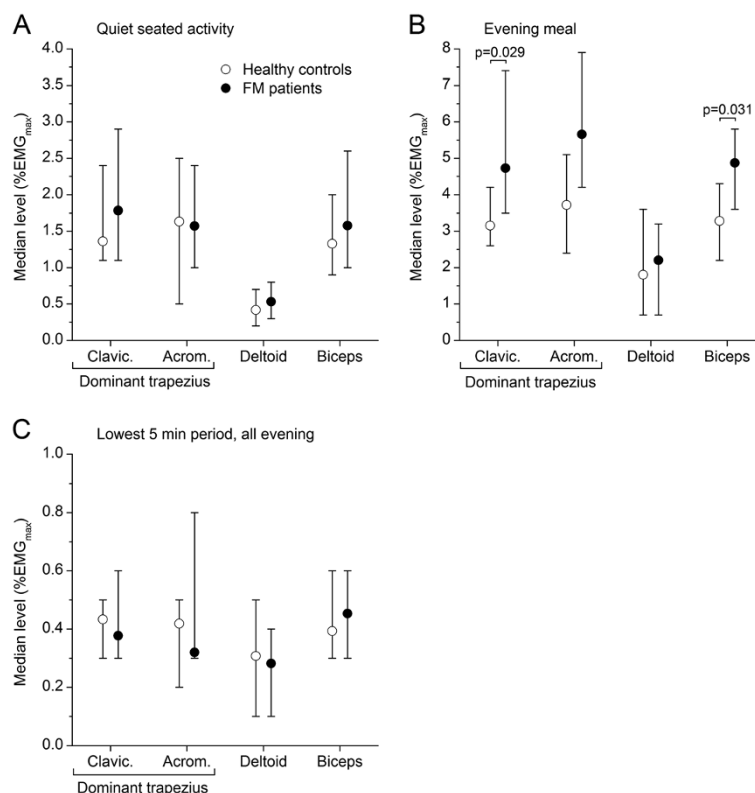 A
Quiet seated activity
4.0
3.5
3.0
2.5
2.0
1.5
1.0
0.5
0.0
Median level (%EMGmax)
Healthy controls
FM patients
Clavic. Acrom. Deltoid Biceps
Dominant trapezius
B
Evening meal
8
7
6
5
4
3
2
1
0
Median level (%EMGmax)
p=0.029
p=0.031
Clavic. Acrom. Deltoid Biceps
Dominant trapezius
C
Lowest 5 min period, all evening
1.0
0.8
0.6
0.4
0.2
0.0
Median level (%EMGmax)
Clavic. Acrom. Deltoid Biceps
Dominant trapezius